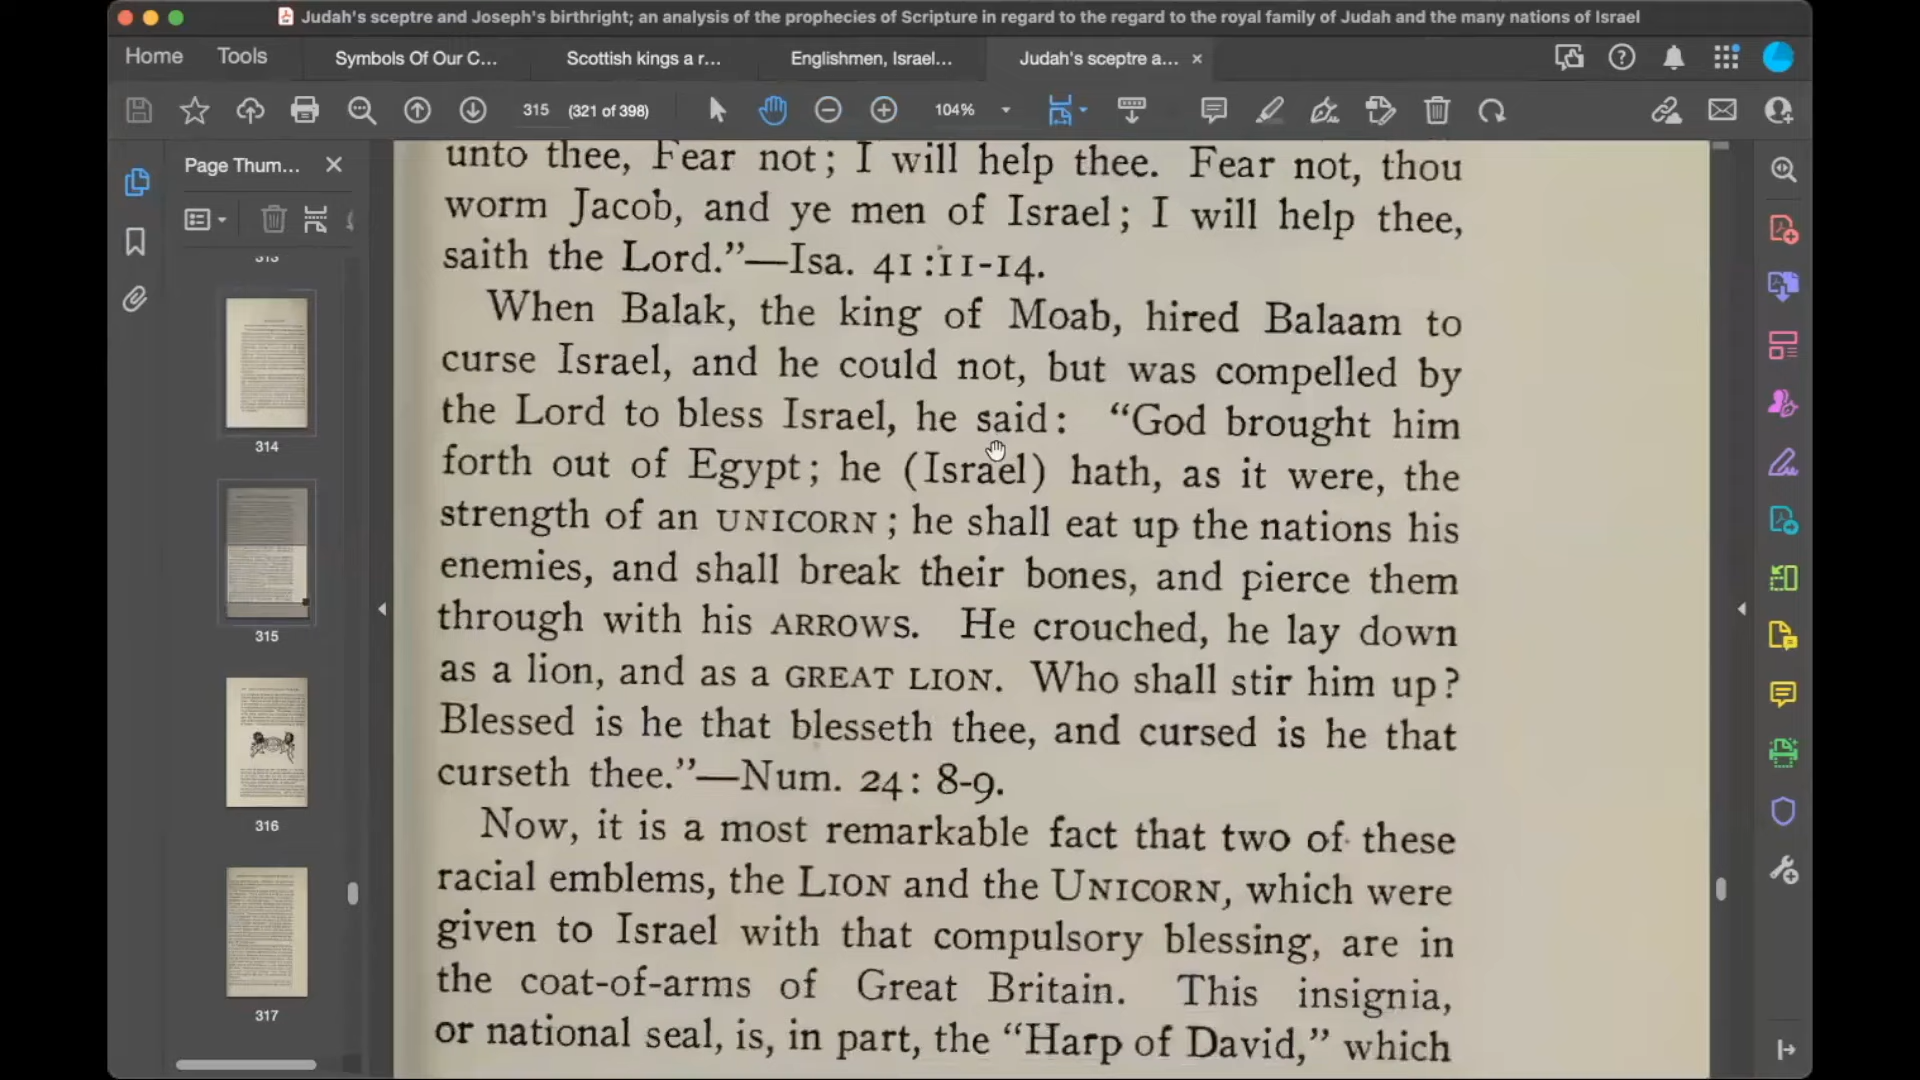 Judah's sceptre and Joseph's birthright; an analysis of the prophecies of Scripture in regard to the regard to the royal family of Judah and the many nations of Israel
Home Tools Symbols Of Our C... Scottish kings a r... Englishmen, Israel... Judah's sceptre a... ×
315 (321 of 398) 104%
Page Thum...
313
314
315
316
317
unto thee, Fear not; I will help thee. Fear not, thou
worm Jacob, and ye men of Israel; I will help thee,
saith the Lord."—Isa. 41:11-14.
When Balak, the king of Moab, hired Balaam to
curse Israel, and he could not, but was compelled by
the Lord to bless Israel, he said: "God brought him
forth out of Egypt; he (Israel) hath, as it were, the
strength of an UNICORN; he shall eat up the nations his
enemies, and shall break their bones, and pierce them
through with his ARROWS. He crouched, he lay down
as a lion, and as a GREAT LION. Who shall stir him up?
Blessed is he that blesseth thee, and cursed is he that
curseth thee."—Num. 24: 8-9.
Now, it is a most remarkable fact that two of these
racial emblems, the LION and the UNICORN, which were
given to Israel with that compulsory blessing, are in
the coat-of-arms of Great Britain. This insignia,
or national seal, is, in part, the "Harp of David," which